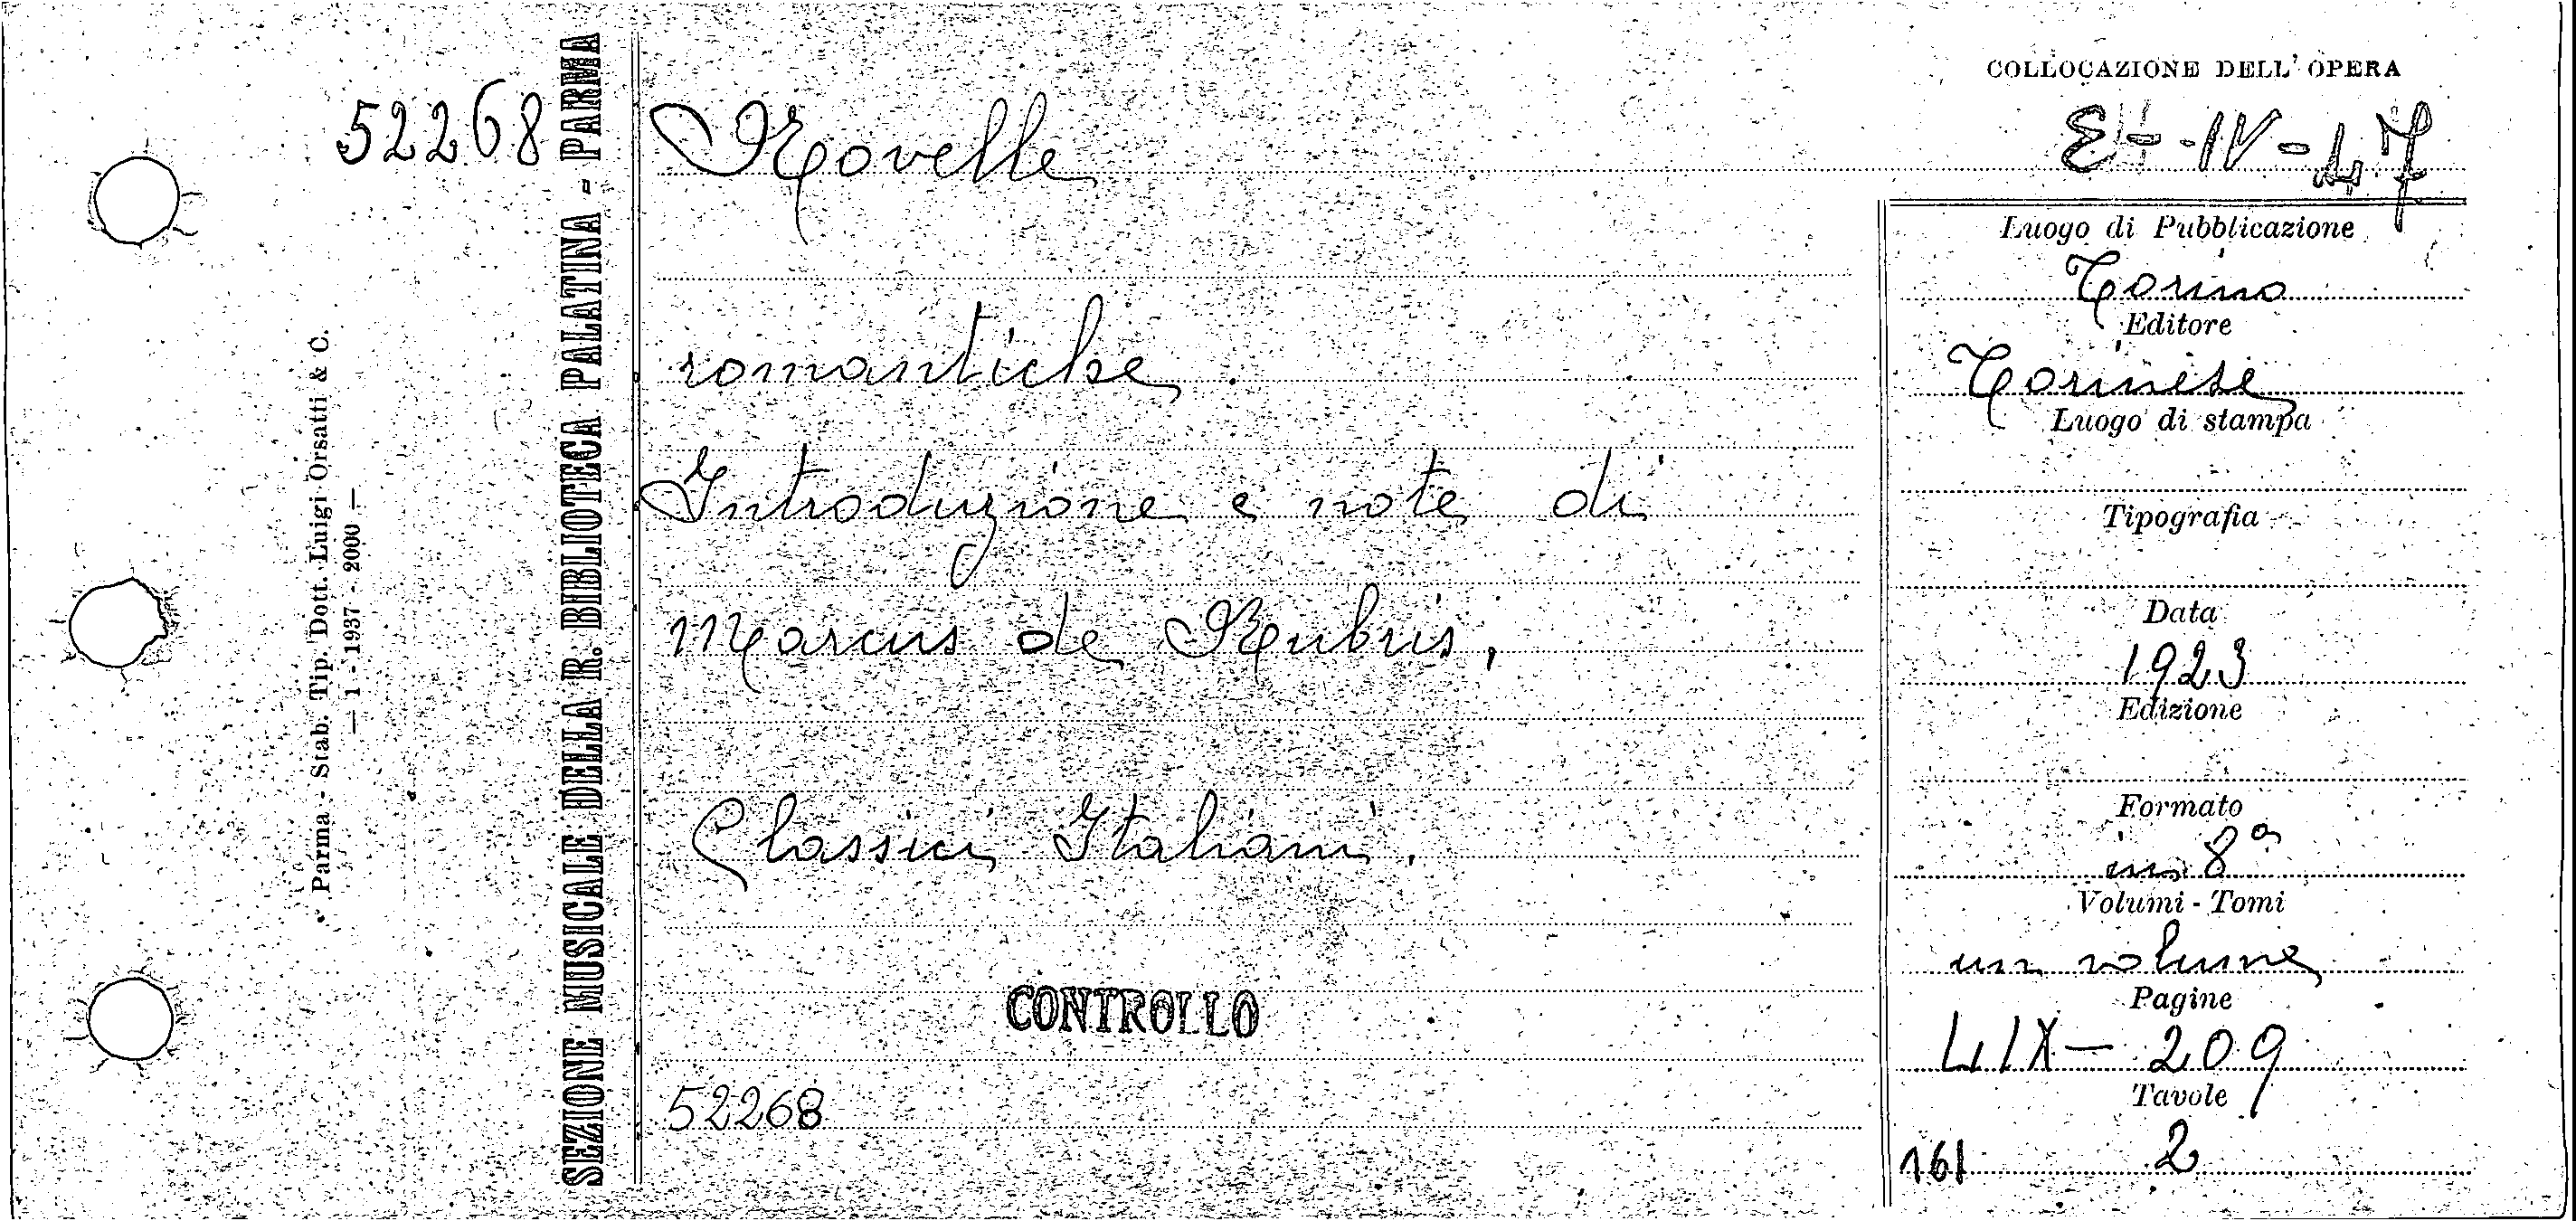 52268
Parma - Stab. Tip. Dott. Luigi Orsatti & C.
— 1 - 1937 - 2000 —
SEZIONE MUSICALE DELLA R. BIBLIOTECA PALATINA - PARMA
Novelle
romantiche.
Introduzione e note di
Marcus de Rubris,
Classici Italiani.
CONTROLLO
52268
COLLOCAZIONE DELL'OPERA
-IV-47
Luogo di Pubblicazione
Torino
Editore
Torinese
Luogo di stampa
Tipografia
Data
1923
Edizione
Formato
in 8º
Volumi - Tomi
un volume
Pagine
LIX - 209
Tavole
2
161